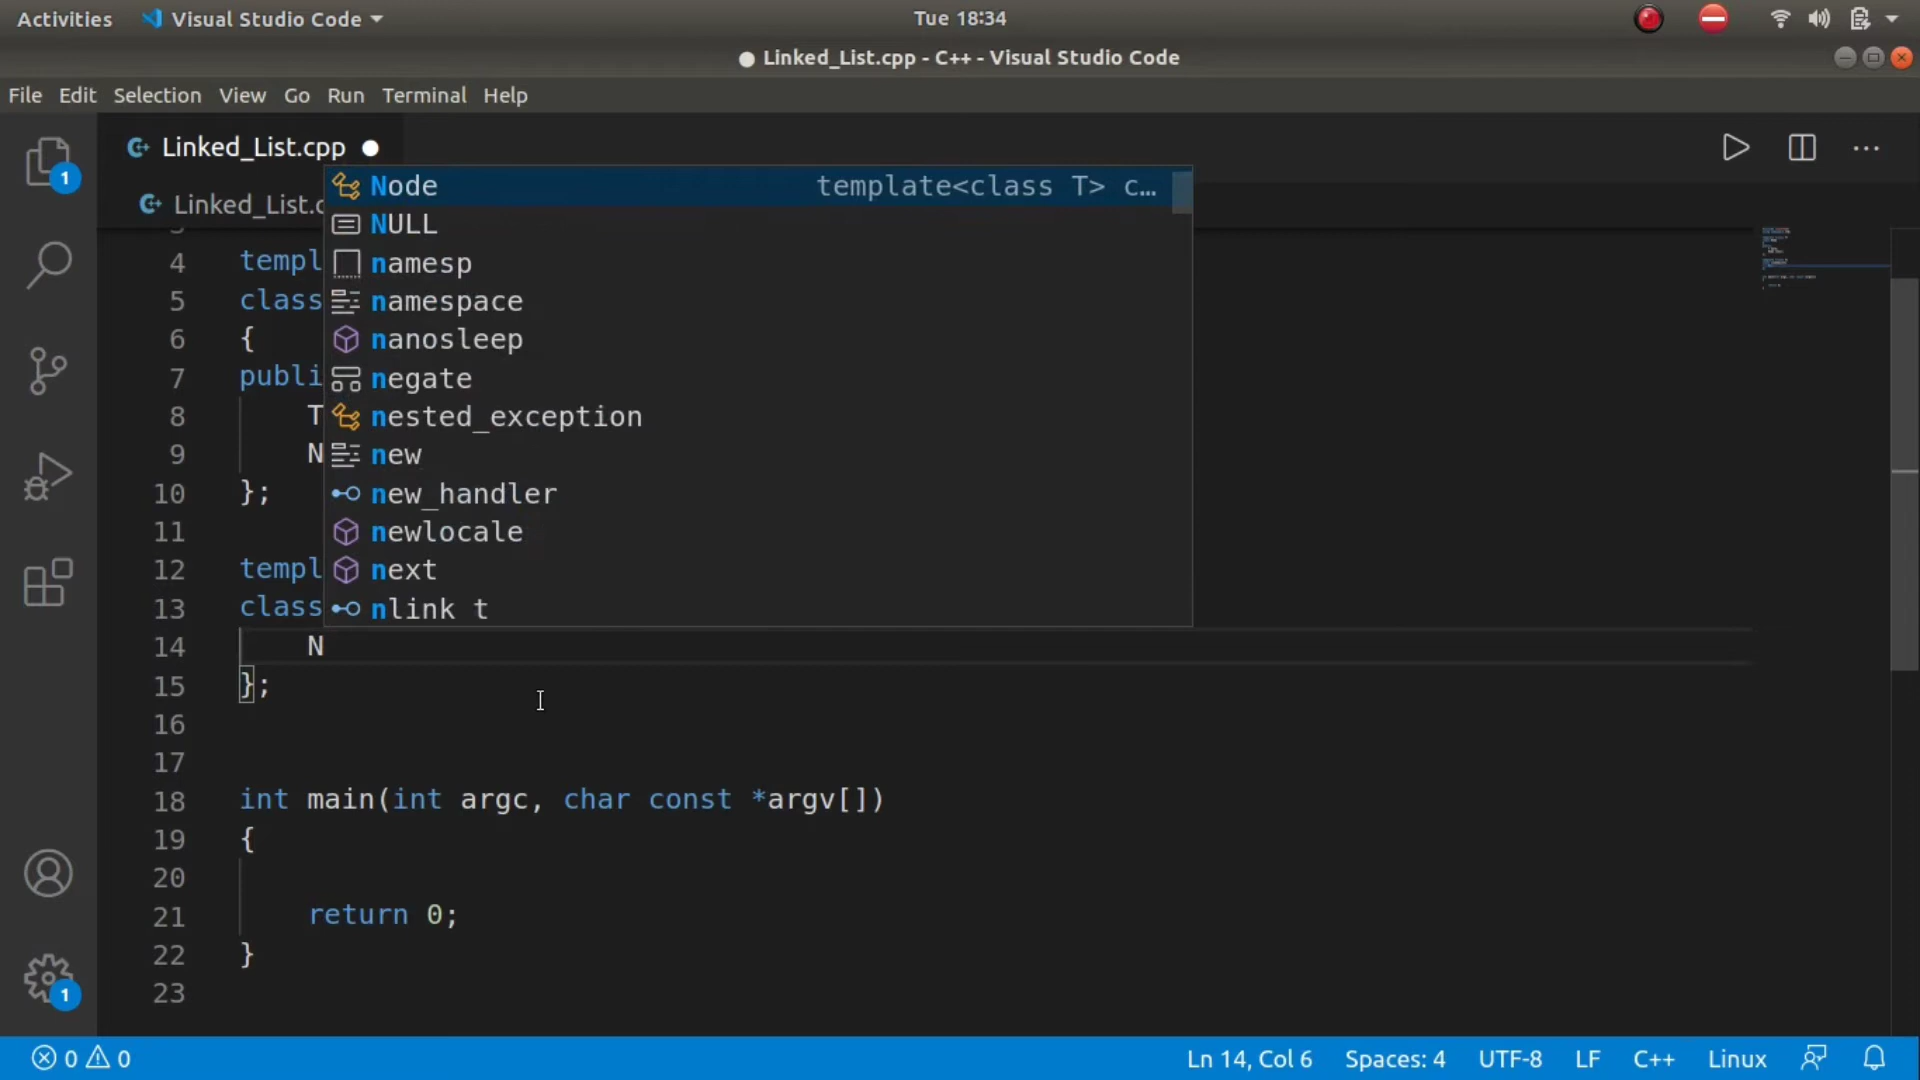 Activities Visual Studio Code Tue 18:34
Linked_List.cpp - C++ - Visual Studio Code
File Edit Selection View Go Run Terminal Help
1 Linked_List.cpp
Linked_List.c
Node template<class T> c…
NULL
4 templ namesp
5 class namespace
6 { nanosleep
7 publi negate
8 T nested_exception
9 N new
10 }; new_handler
11 newlocale
12 templ next
13 class nlink t
14 N
15 };
16
17
18 int main(int argc, char const *argv[])
19 {
20
21 return 0;
22 }
1
23
0 0 Ln 14, Col 6 Spaces: 4 UTF-8 LF C++ Linux